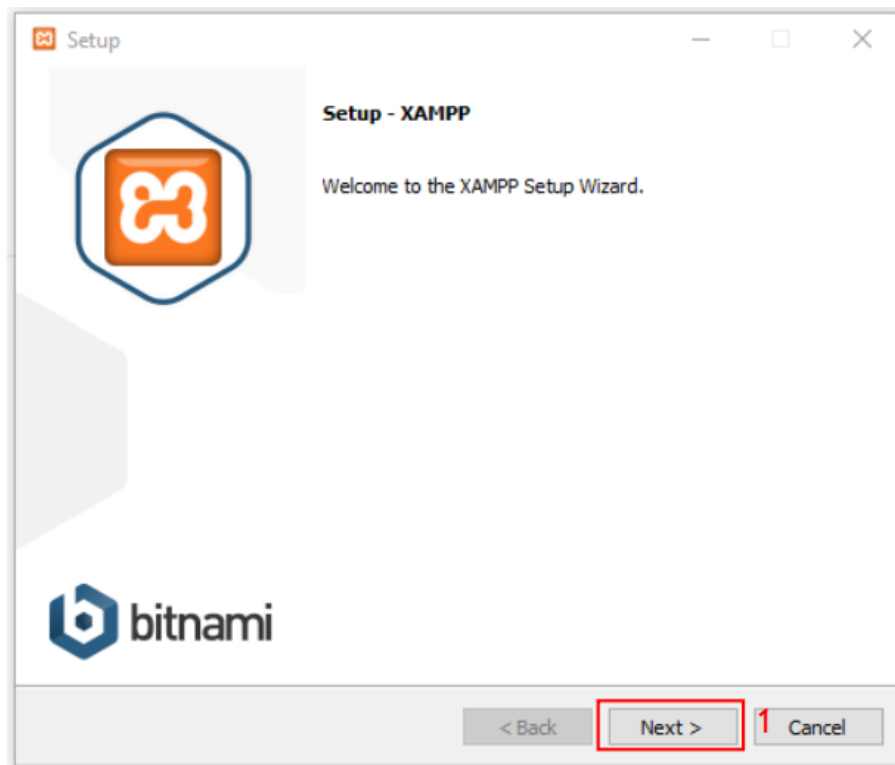 Setup
Setup - XAMPP
Welcome to the XAMPP Setup Wizard.
bitnami
< Back
Next >
1
Cancel